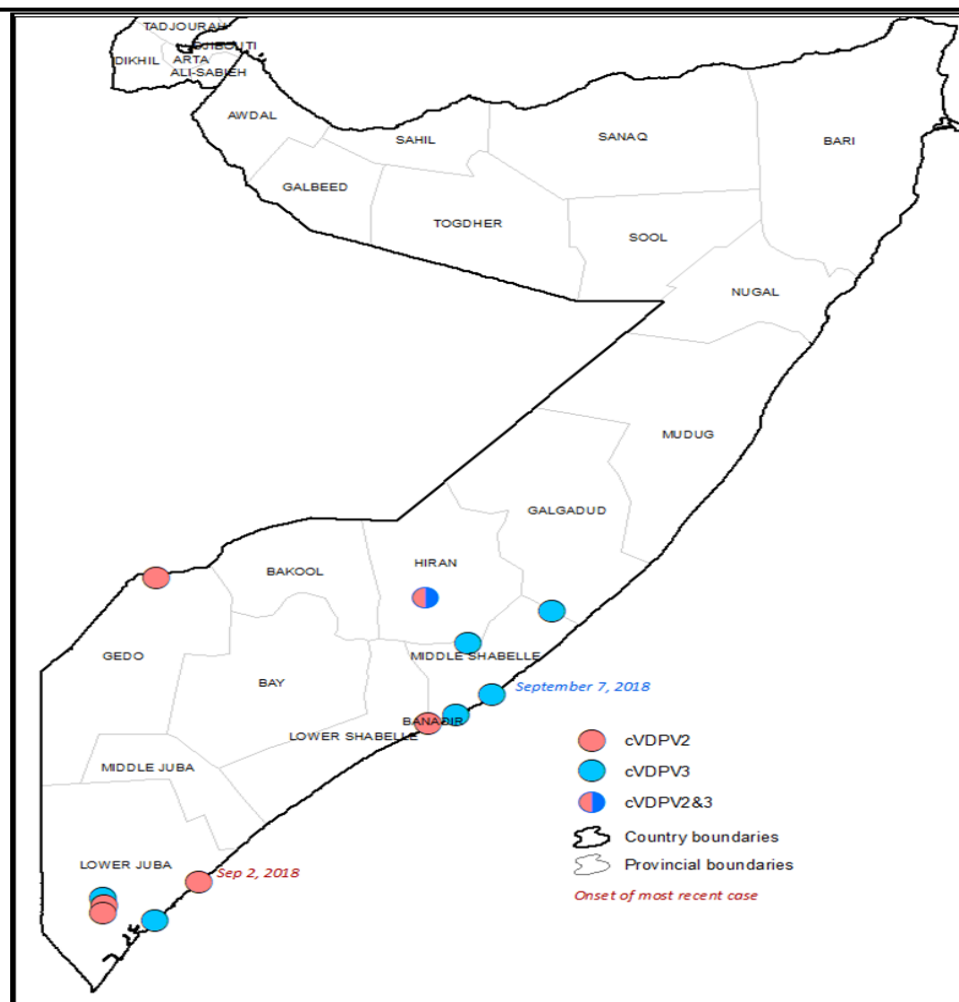 TADJOURAH
DJIBOUTI
DIKHIL
ARTA
ALI-SABIEH
AWDAL
SAHIL
SANAQ
BARI
GALBEED
TOGDHER
SOOL
NUGAL
MUDUG
GALGADUD
HIRAN
BAKOOL
GEDO
MIDDLE SHABELLE
BAY
September 7, 2018
BANADIR
LOWER SHABELLE
cVDPV2
MIDDLE JUBA
cVDPV3
cVDPV2&3
Country boundaries
LOWER JUBA
Provincial boundaries
Sep 2, 2018
Onset of most recent case